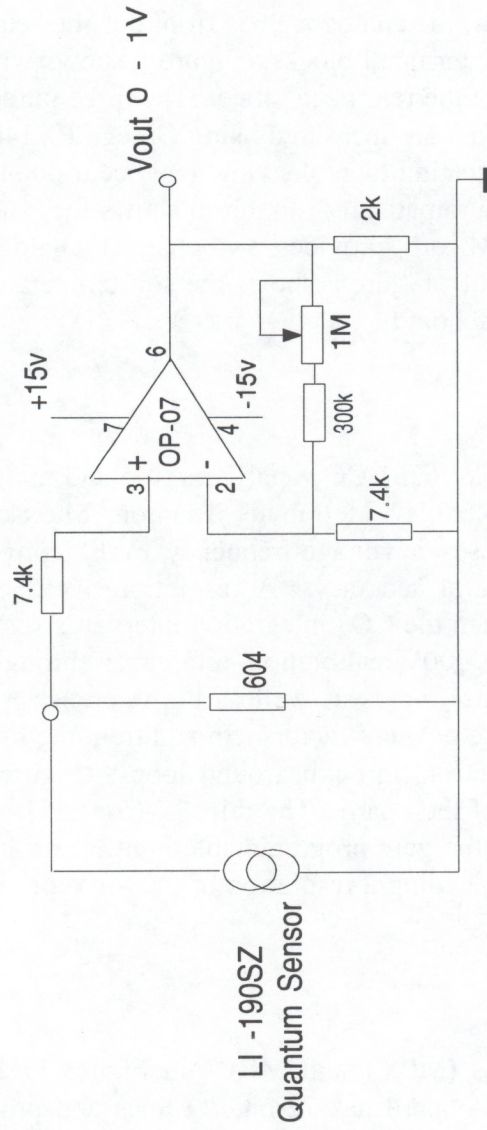 LI -190SZ
Quantum Sensor
604
7.4k
3
+
2
-
OP-07
7
+15v
4
-15v
6
7.4k
300k
1M
2k
Vout 0 - 1V